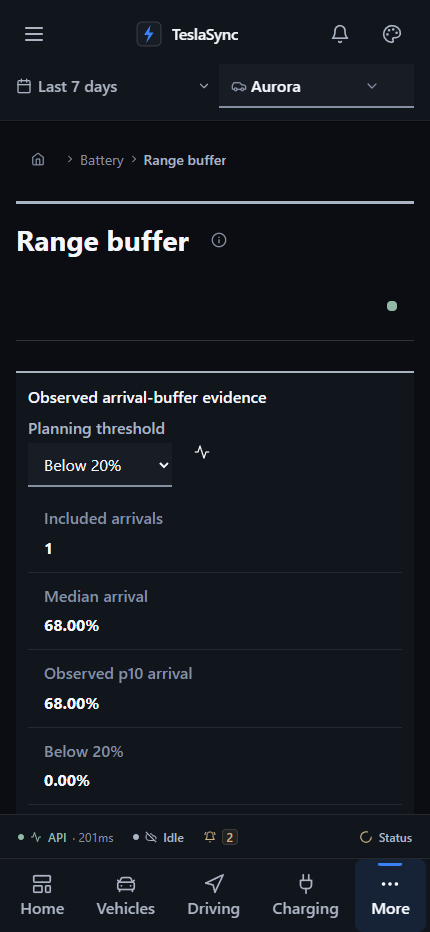 TeslaSync
Last 7 days
Aurora
Battery
Range buffer
Range buffer
Observed arrival-buffer evidence
Planning threshold
Below 20%
Included arrivals
1
Median arrival
68.00%
Observed p10 arrival
68.00%
Below 20%
0.00%
API · 201ms
Idle
2
Status
Home
Vehicles
Driving
Charging
More